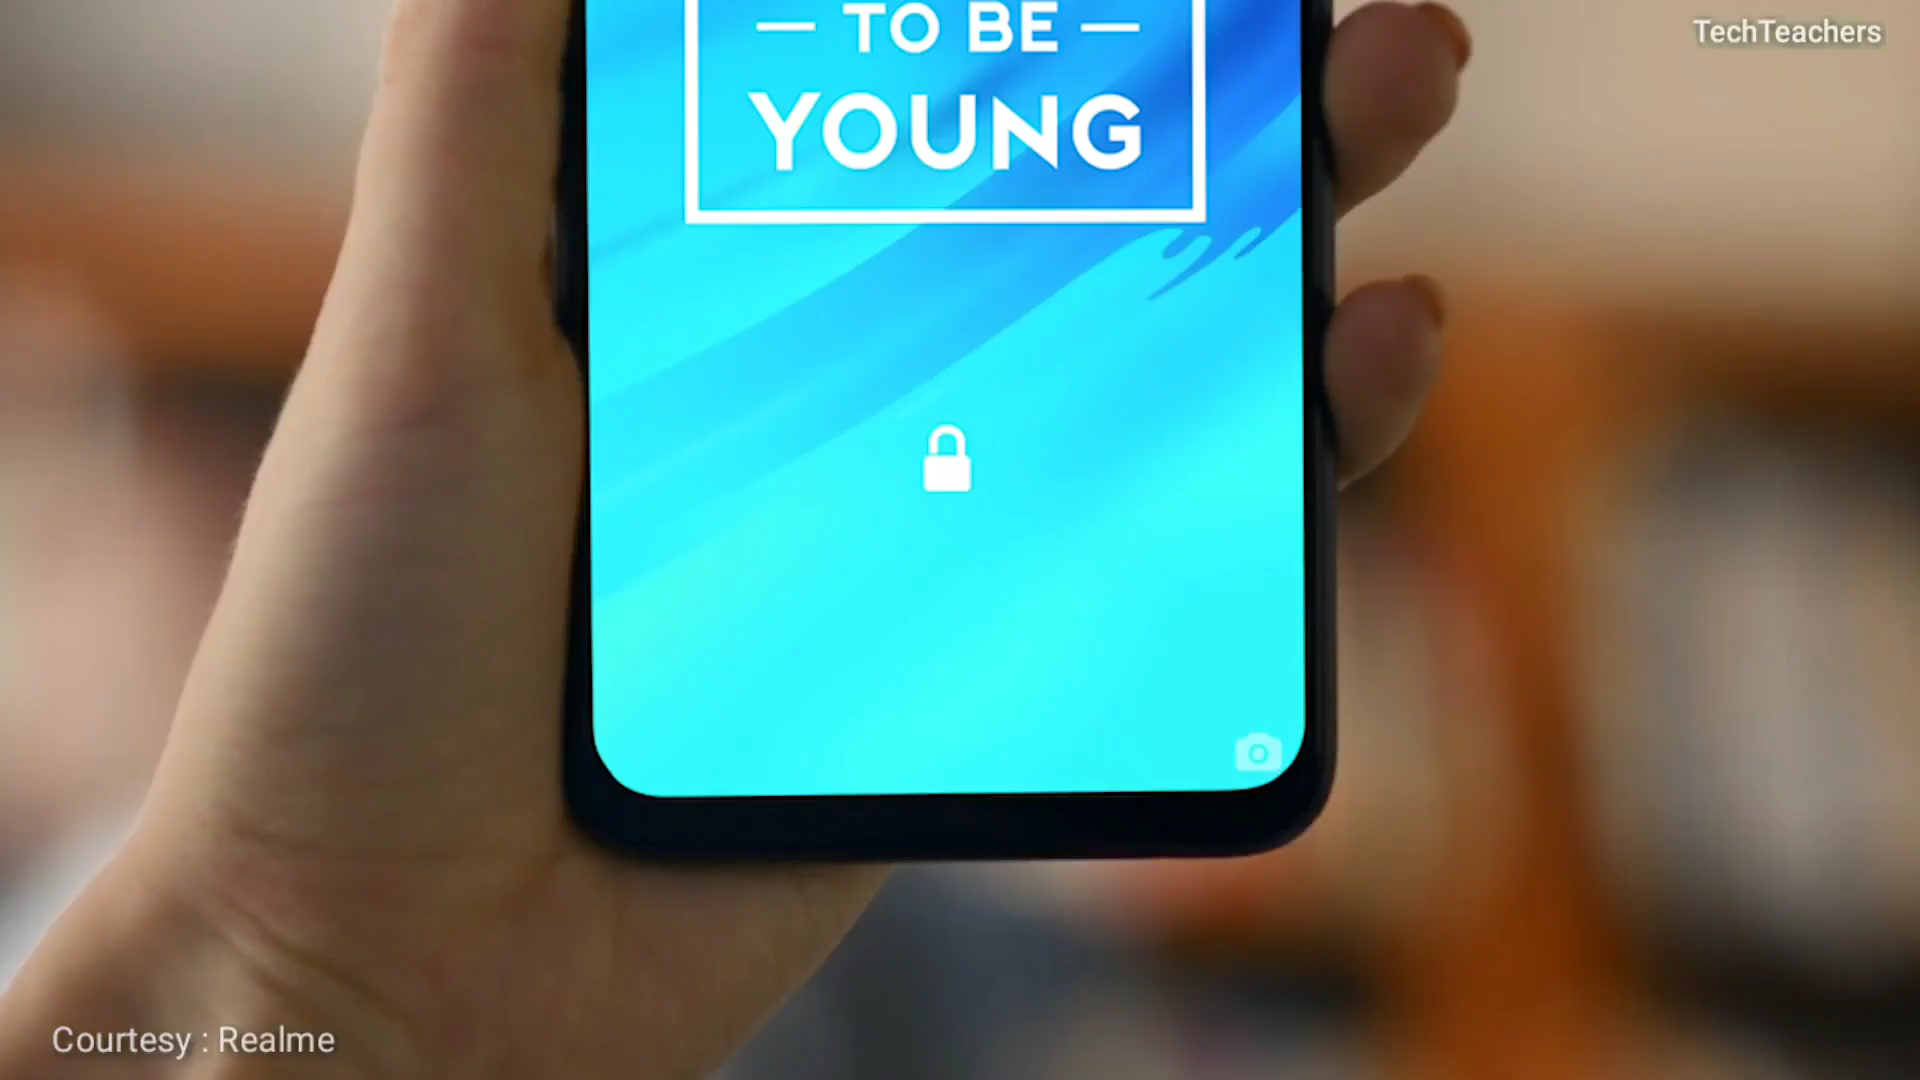 TechTeachers
— TO BE —
YOUNG
Courtesy : Realme